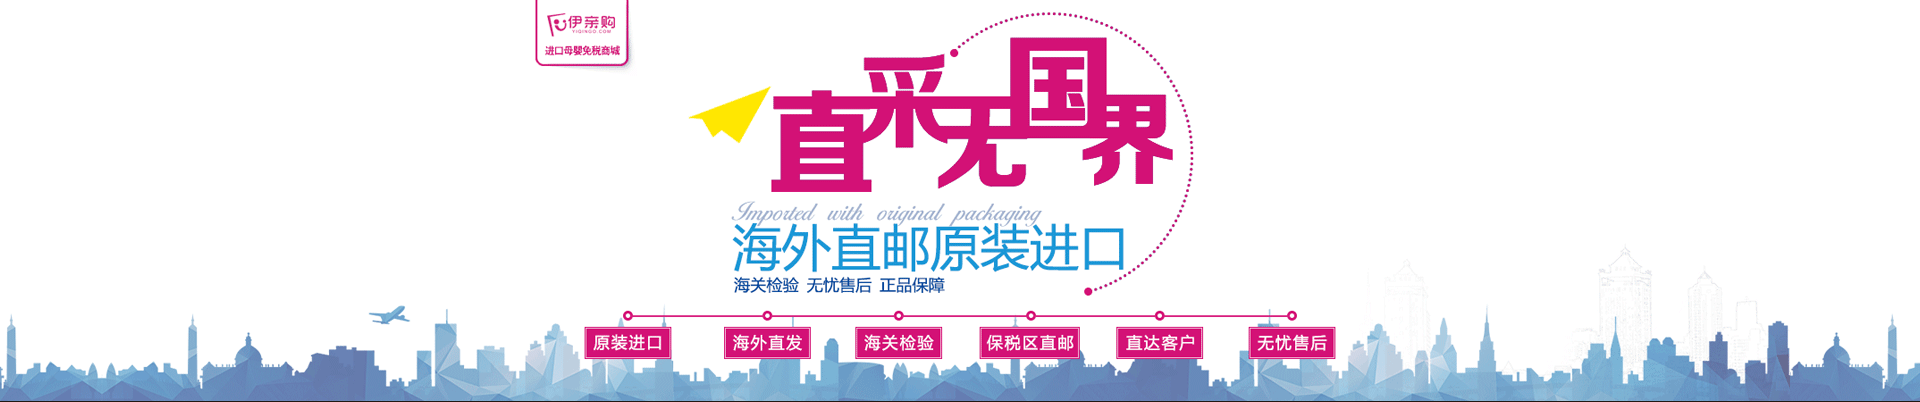 伊亲购
YIQINGO.COM
进口母婴免税商城
直采无国界
Imported with original packaging
海外直邮原装进口
海关检验 无忧售后 正品保障
原装进口 海外直发 海关检验 保税区直邮 直达客户 无忧售后